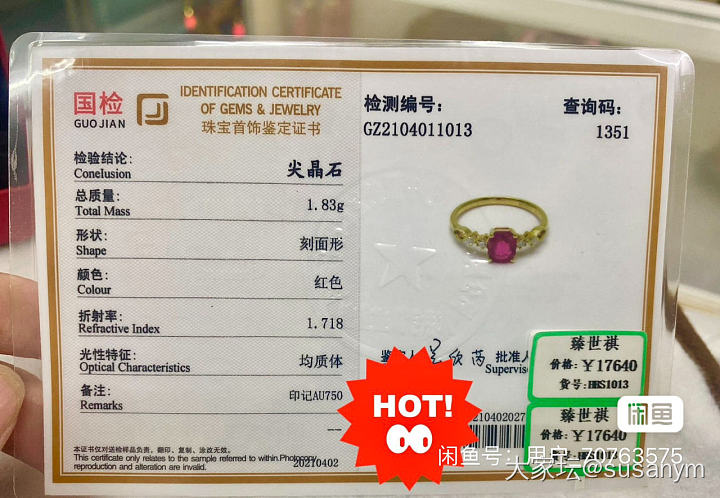 国检
GUOJIAN
IDENTIFICATION CERTIFICATE
OF GEMS & JEWELRY
珠宝首饰鉴定证书
检测编号:
GZ2104011013
查询码:
1351
检验结论:
Conelusion
尖晶石
总质量:
Total Mass
1.83g
形状:
Shape
刻面形
颜色:
Colour
红色
折射率:
Refractive Index
1.718
光性特征:
Optical Characteristics
均质体
备注:
Remarks
印记AU750
本证书仅对送检样品负责，翻印、复制、涂改无效。
This certificate only relates to the sample referred to within.Photocopy
reproduction and alteration are invalid.
20210402
批准人
Supervis
HOT!
臻世祺
价格:￥17640
货号:HHS1013
臻世祺
价格:￥17640
闲鱼
闲鱼号:
70763575
大家坛@susanym